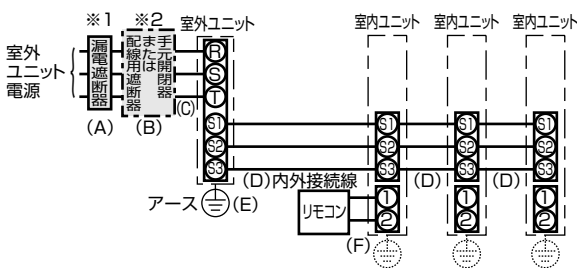 ※1
※2
室外ユニット
室内ユニット
室内ユニット
室内ユニット
室外
ユニット
電源
漏電遮断器
配線用遮断器
または
手元開閉器
R
S
T
(A)
(B)
(C)
S1
S2
S3
S1
S2
S3
S1
S2
S3
S1
S2
S3
(D)内外接続線
(D)
(D)
アース
(E)
リモコン
(F)
1
2
1
2
1
2